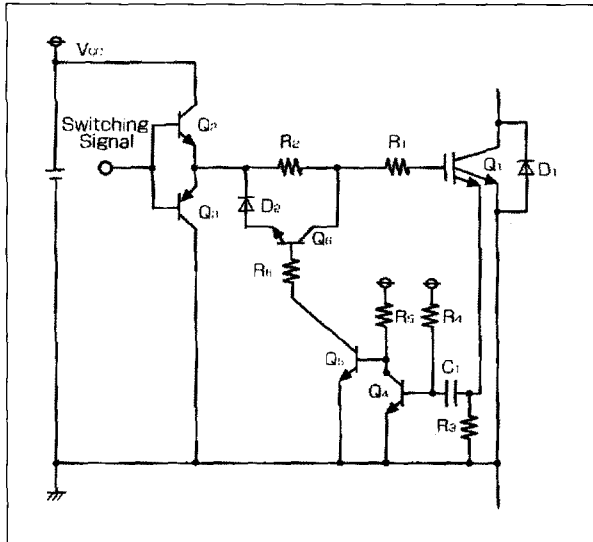 Vcc
Switching
Signal
Q2
Q3
R2
R1
Q1
D1
D2
Q6
R6
R5
R4
Q5
Q4
C1
R3